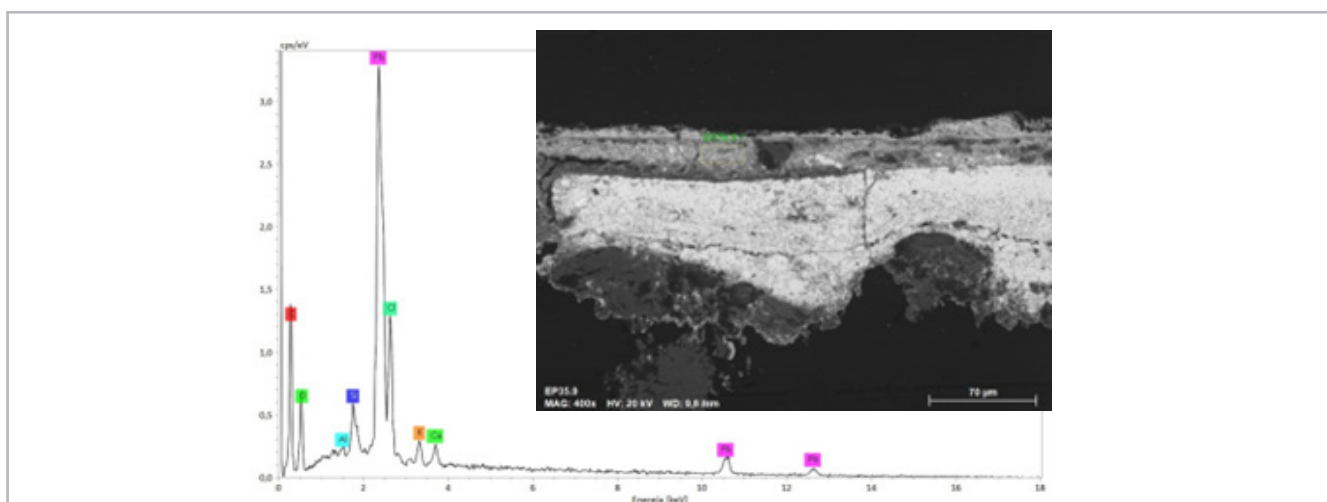 cps/eV
Pb
3,0
2,5
2,0
1,5
1,0
0,5
0,0
C
O
Al
Si
Cl
K
Ca
Pb
Pb
0 2 4 6 8 10 12 14 16 18
Energía [keV]
EP35.9
MAG: 400x HV: 20 kV WD: 9,8 mm
70 µm